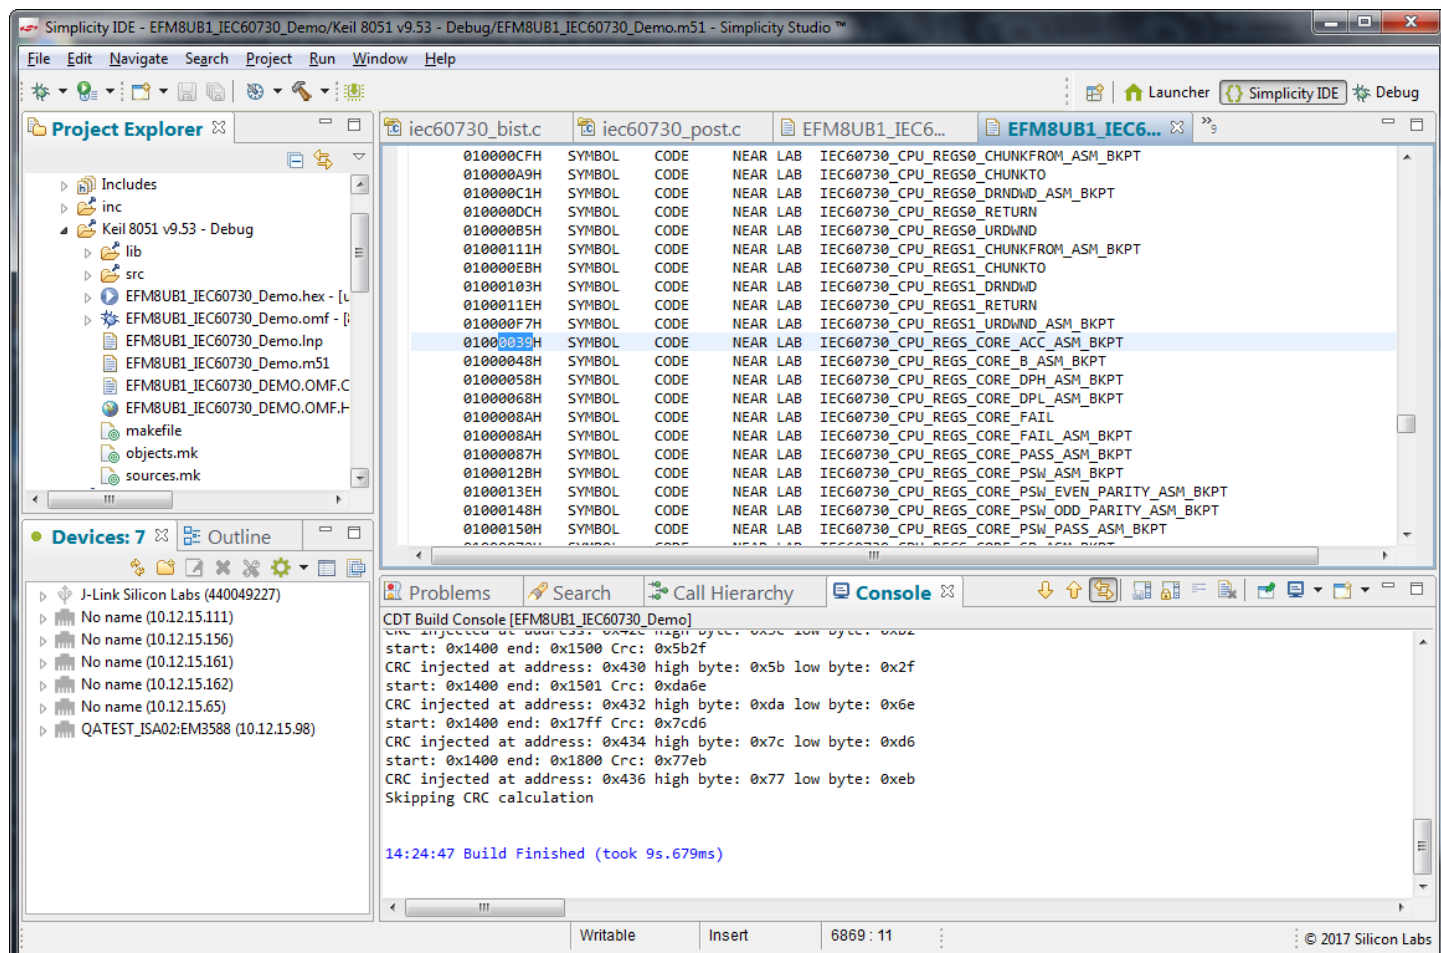 Simplicity IDE - EFM8UB1_IEC60730_Demo/Keil 8051 v9.53 - Debug/EFM8UB1_IEC60730_Demo.m51 - Simplicity Studio ™
File Edit Navigate Search Project Run Window Help
Launcher Simplicity IDE Debug
Project Explorer
Includes
inc
Keil 8051 v9.53 - Debug
lib
src
EFM8UB1_IEC60730_Demo.hex - [u
EFM8UB1_IEC60730_Demo.omf - [
EFM8UB1_IEC60730_Demo.lnp
EFM8UB1_IEC60730_Demo.m51
EFM8UB1_IEC60730_DEMO.OMF.C
EFM8UB1_IEC60730_DEMO.OMF.H
makefile
objects.mk
sources.mk
Devices: 7 Outline
J-Link Silicon Labs (440049227)
No name (10.12.15.111)
No name (10.12.15.156)
No name (10.12.15.161)
No name (10.12.15.162)
No name (10.12.15.65)
QATEST_ISA02:EM3588 (10.12.15.98)
iec60730_bist.c iec60730_post.c EFM8UB1_IEC6... EFM8UB1_IEC6... »9
010000CFH SYMBOL CODE NEAR LAB IEC60730_CPU_REGS0_CHUNKFROM_ASM_BKPT
010000A9H SYMBOL CODE NEAR LAB IEC60730_CPU_REGS0_CHUNKTO
010000C1H SYMBOL CODE NEAR LAB IEC60730_CPU_REGS0_DRNDWD_ASM_BKPT
010000DCH SYMBOL CODE NEAR LAB IEC60730_CPU_REGS0_RETURN
010000B5H SYMBOL CODE NEAR LAB IEC60730_CPU_REGS0_URDWND
01000111H SYMBOL CODE NEAR LAB IEC60730_CPU_REGS1_CHUNKFROM_ASM_BKPT
010000EBH SYMBOL CODE NEAR LAB IEC60730_CPU_REGS1_CHUNKTO
01000103H SYMBOL CODE NEAR LAB IEC60730_CPU_REGS1_DRNDWD
0100011EH SYMBOL CODE NEAR LAB IEC60730_CPU_REGS1_RETURN
010000F7H SYMBOL CODE NEAR LAB IEC60730_CPU_REGS1_URDWND_ASM_BKPT
01000039H SYMBOL CODE NEAR LAB IEC60730_CPU_REGS_CORE_ACC_ASM_BKPT
01000048H SYMBOL CODE NEAR LAB IEC60730_CPU_REGS_CORE_B_ASM_BKPT
01000058H SYMBOL CODE NEAR LAB IEC60730_CPU_REGS_CORE_DPH_ASM_BKPT
01000068H SYMBOL CODE NEAR LAB IEC60730_CPU_REGS_CORE_DPL_ASM_BKPT
0100008AH SYMBOL CODE NEAR LAB IEC60730_CPU_REGS_CORE_FAIL
0100008AH SYMBOL CODE NEAR LAB IEC60730_CPU_REGS_CORE_FAIL_ASM_BKPT
01000087H SYMBOL CODE NEAR LAB IEC60730_CPU_REGS_CORE_PASS_ASM_BKPT
0100012BH SYMBOL CODE NEAR LAB IEC60730_CPU_REGS_CORE_PSW_ASM_BKPT
0100013EH SYMBOL CODE NEAR LAB IEC60730_CPU_REGS_CORE_PSW_EVEN_PARITY_ASM_BKPT
01000148H SYMBOL CODE NEAR LAB IEC60730_CPU_REGS_CORE_PSW_ODD_PARITY_ASM_BKPT
01000150H SYMBOL CODE NEAR LAB IEC60730_CPU_REGS_CORE_PSW_PASS_ASM_BKPT
Problems Search Call Hierarchy Console
CDT Build Console [EFM8UB1_IEC60730_Demo]
CRC injected at address: 0x42e high byte: 0x5c low byte: 0xb2
start: 0x1400 end: 0x1500 Crc: 0x5b2f
CRC injected at address: 0x430 high byte: 0x5b low byte: 0x2f
start: 0x1400 end: 0x1501 Crc: 0xda6e
CRC injected at address: 0x432 high byte: 0xda low byte: 0x6e
start: 0x1400 end: 0x17ff Crc: 0x7cd6
CRC injected at address: 0x434 high byte: 0x7c low byte: 0xd6
start: 0x1400 end: 0x1800 Crc: 0x77eb
CRC injected at address: 0x436 high byte: 0x77 low byte: 0xeb
Skipping CRC calculation
14:24:47 Build Finished (took 9s.679ms)
Writable Insert 6869 : 11 © 2017 Silicon Labs